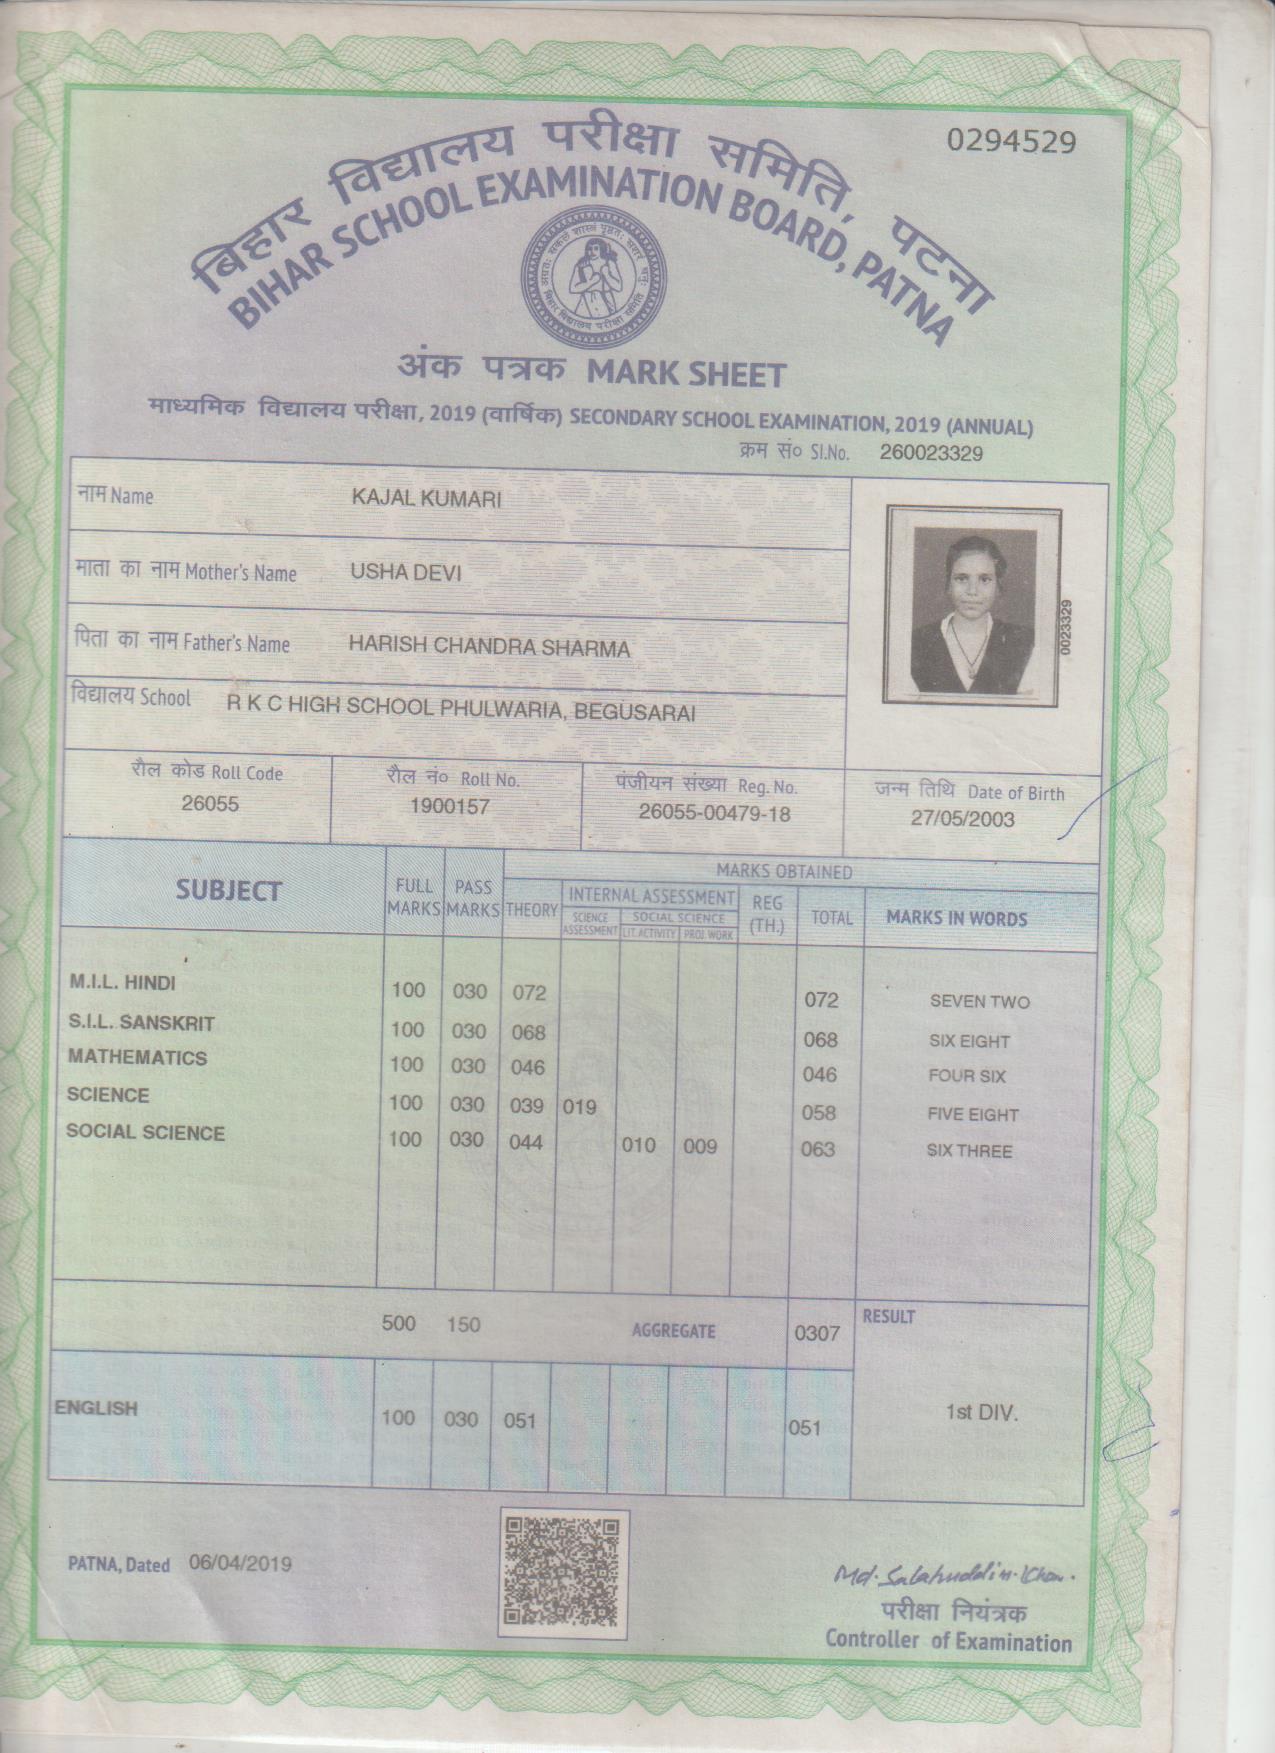 0294529
बिहार विद्यालय परीक्षा समिति, पटना
BIHAR SCHOOL EXAMINATION BOARD, PATNA
अंक पत्रक MARK SHEET
माध्यमिक विद्यालय परीक्षा, 2019 (वार्षिक) SECONDARY SCHOOL EXAMINATION, 2019 (ANNUAL)
क्रम सं० Sl.No. 260023329
नाम Name KAJAL KUMARI
माता का नाम Mother's Name USHA DEVI
पिता का नाम Father's Name HARISH CHANDRA SHARMA
0023329
विद्यालय School R K C HIGH SCHOOL PHULWARIA, BEGUSARAI
रौल कोड Roll Code रौल नं० Roll No. पंजीयन संख्या Reg. No. जन्म तिथि Date of Birth
26055 1900157 26055-00479-18 27/05/2003
MARKS OBTAINED
SUBJECT FULL MARKS PASS MARKS THEORY INTERNAL ASSESSMENT REG (TH.) TOTAL MARKS IN WORDS
SCIENCE ASSESSMENT SOCIAL SCIENCE
LIT.ACTIVITY PROJ.WORK
M.I.L. HINDI 100 030 072 072 SEVEN TWO
S.I.L. SANSKRIT 100 030 068 068 SIX EIGHT
MATHEMATICS 100 030 046 046 FOUR SIX
SCIENCE 100 030 039 019 058 FIVE EIGHT
SOCIAL SCIENCE 100 030 044 010 009 063 SIX THREE
500 150 AGGREGATE 0307 RESULT
ENGLISH 100 030 051 051 1st DIV.
PATNA, Dated 06/04/2019
Md. Salahuddin Khan.
परीक्षा नियंत्रक
Controller of Examination